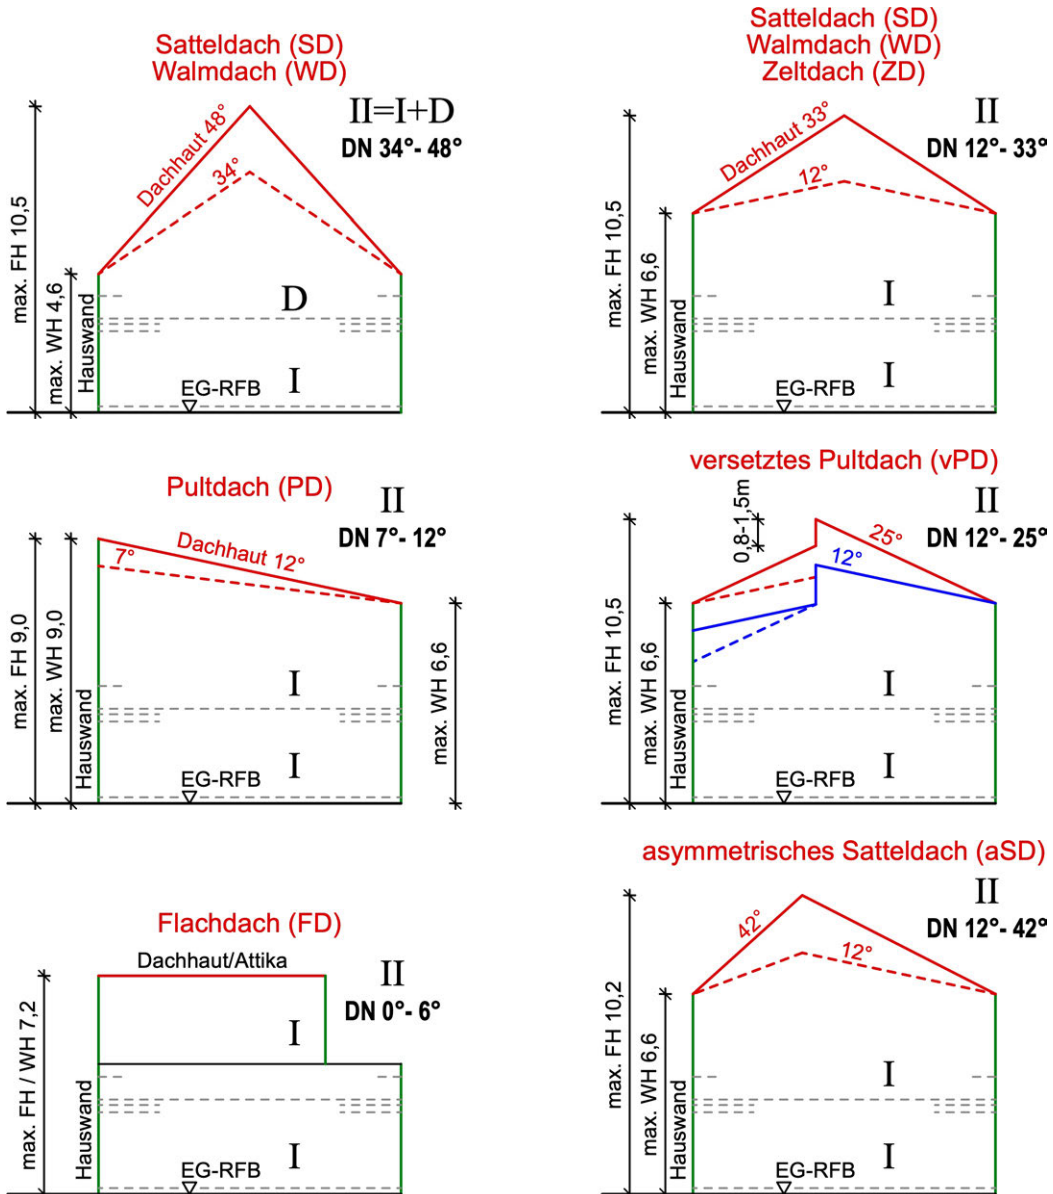 Satteldach (SD)
Walmdach (WD)
II=I+D
DN 34°- 48°
Dachhaut 48°
34°
max. FH 10,5
max. WH 4,6
Hauswand
D
I
EG-RFB
Satteldach (SD)
Walmdach (WD)
Zeltdach (ZD)
II
DN 12°- 33°
Dachhaut 33°
12°
max. FH 10,5
max. WH 6,6
Hauswand
I
I
EG-RFB
Pultdach (PD)
II
DN 7°- 12°
7°
Dachhaut 12°
max. FH 9,0
max. WH 9,0
Hauswand
I
I
EG-RFB
max. WH 6,6
versetztes Pultdach (vPD)
II
DN 12°- 25°
0,8-1,5m
25°
12°
max. FH 10,5
max. WH 6,6
Hauswand
I
I
EG-RFB
Flachdach (FD)
Dachhaut/Attika
II
DN 0°- 6°
max. FH / WH 7,2
Hauswand
I
I
EG-RFB
asymmetrisches Satteldach (aSD)
II
DN 12°- 42°
42°
12°
max. FH 10,2
max. WH 6,6
Hauswand
I
I
EG-RFB